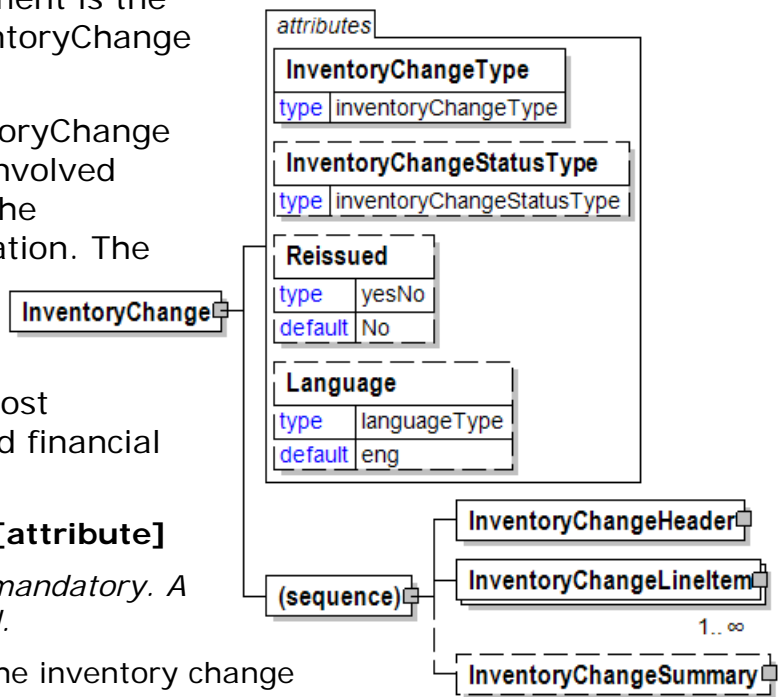 ment is the
ntoryChange
toryChange
nvolved
he
ation. The
ost
d financial
[attribute]
mandatory. A
d.
he inventory change
InventoryChange
attributes
InventoryChangeType
type inventoryChangeType
InventoryChangeStatusType
type inventoryChangeStatusType
Reissued
type yesNo
default No
Language
type languageType
default eng
(sequence)
InventoryChangeHeader
InventoryChangeLineItem
1.. ∞
InventoryChangeSummary